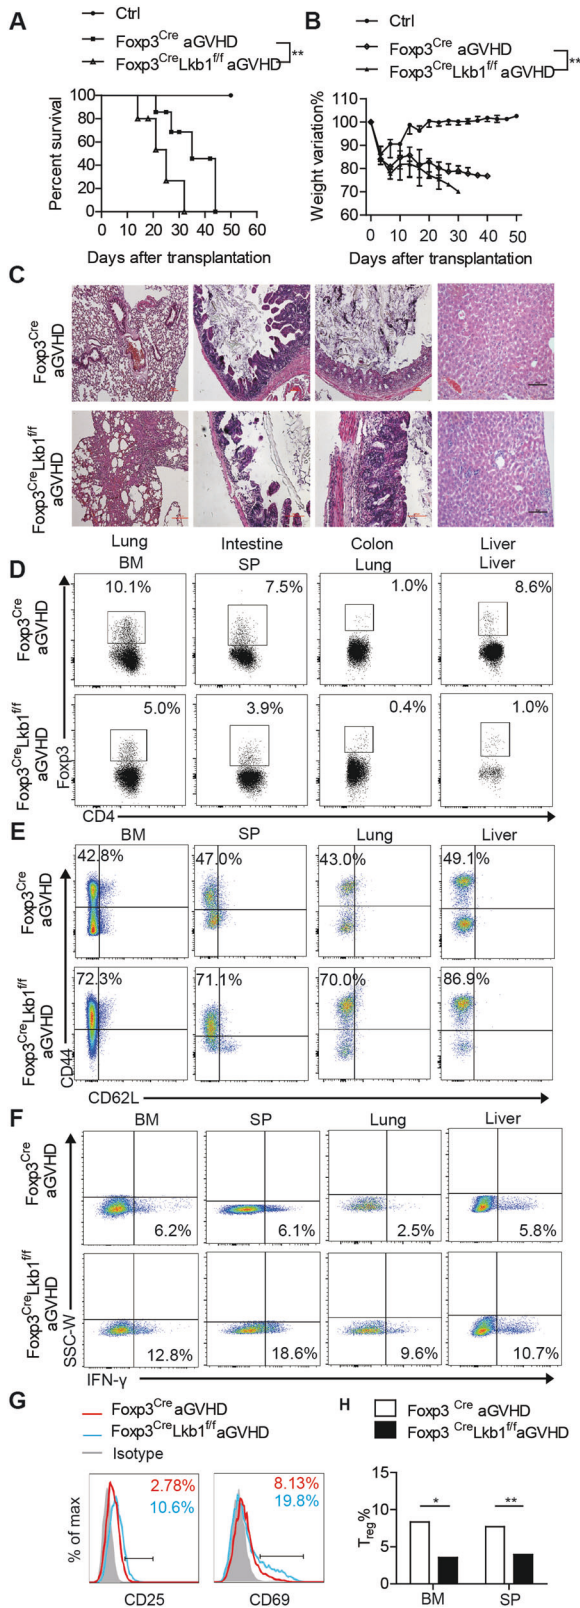 A
Ctrl
Foxp3Cre aGVHD
Foxp3CreLkb1f/f aGVHD
**
Percent survival
100
80
60
40
20
0
0 10 20 30 40 50 60
Days after transplantation
B
Ctrl
Foxp3Cre aGVHD
Foxp3CreLkb1f/f aGVHD
**
Weight variation%
110
100
90
80
70
60
0 10 20 30 40 50
Days after transplantation
C
Foxp3Cre
aGVHD
Foxp3CreLkb1f/f
aGVHD
Lung Intestine Colon Liver
D
BM SP Lung Liver
Foxp3Cre
aGVHD
10.1% 7.5% 1.0% 8.6%
Foxp3CreLkb1f/f
aGVHD
5.0% 3.9% 0.4% 1.0%
Foxp3
CD4
E
BM SP Lung Liver
Foxp3Cre
aGVHD
42.8% 47.0% 43.0% 49.1%
Foxp3CreLkb1f/f
aGVHD
72.3% 71.1% 70.0% 86.9%
CD44
CD62L
F
BM SP Lung Liver
Foxp3Cre
aGVHD
6.2% 6.1% 2.5% 5.8%
Foxp3CreLkb1f/f
aGVHD
12.8% 18.6% 9.6% 10.7%
SSC-W
IFN-γ
G
Foxp3Cre aGVHD
Foxp3CreLkb1f/faGVHD
Isotype
% of max
2.78%
10.6%
8.13%
19.8%
CD25 CD69
H
Foxp3 Cre aGVHD
Foxp3 CreLkb1f/faGVHD
Treg%
15
10
5
0
* **
BM SP